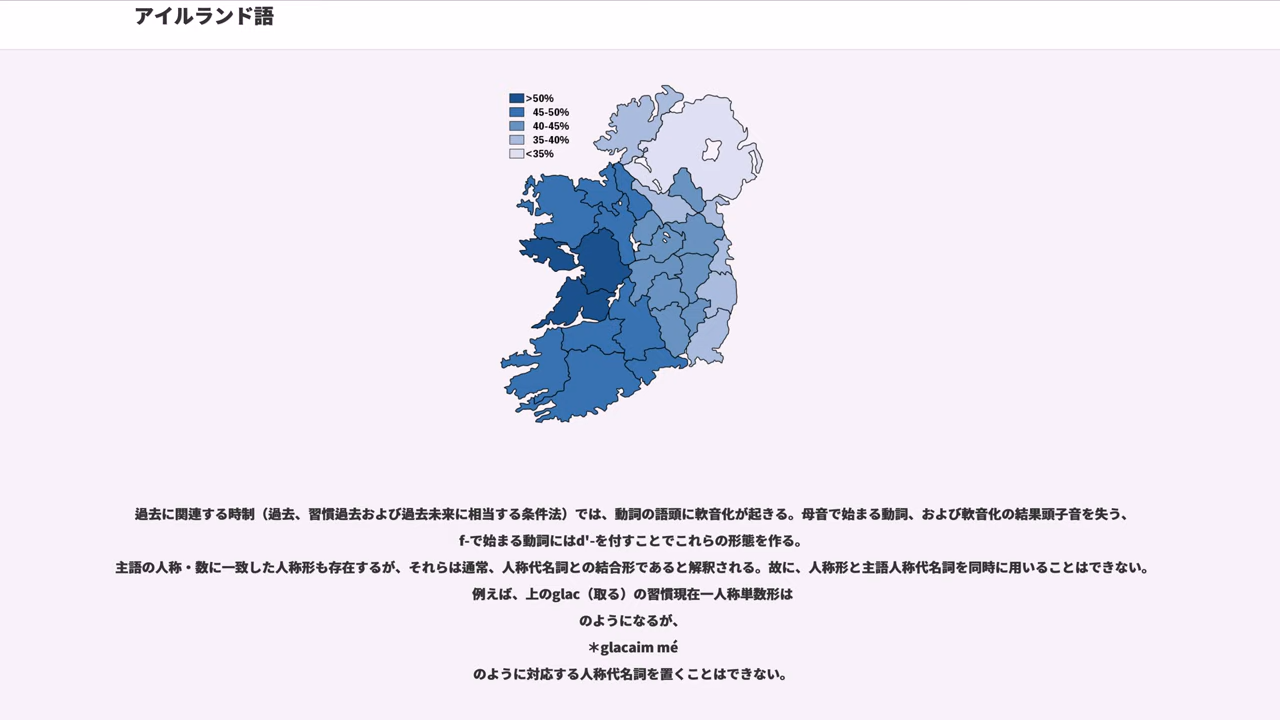 アイルランド語
>50%
45-50%
40-45%
35-40%
<35%
過去に関連する時制（過去、習慣過去および過去未来に相当する条件法）では、動詞の語頭に軟音化が起きる。母音で始まる動詞、および軟音化の結果頭子音を失う、
f-で始まる動詞にはd'-を付すことでこれらの形態を作る。
主語の人称・数に一致した人称形も存在するが、それらは通常、人称代名詞との結合形であると解釈される。故に、人称形と主語人称代名詞を同時に用いることはできない。
例えば、上のglac（取る）の習慣現在一人称単数形は
のようになるが、
＊glacaim mé
のように対応する人称代名詞を置くことはできない。